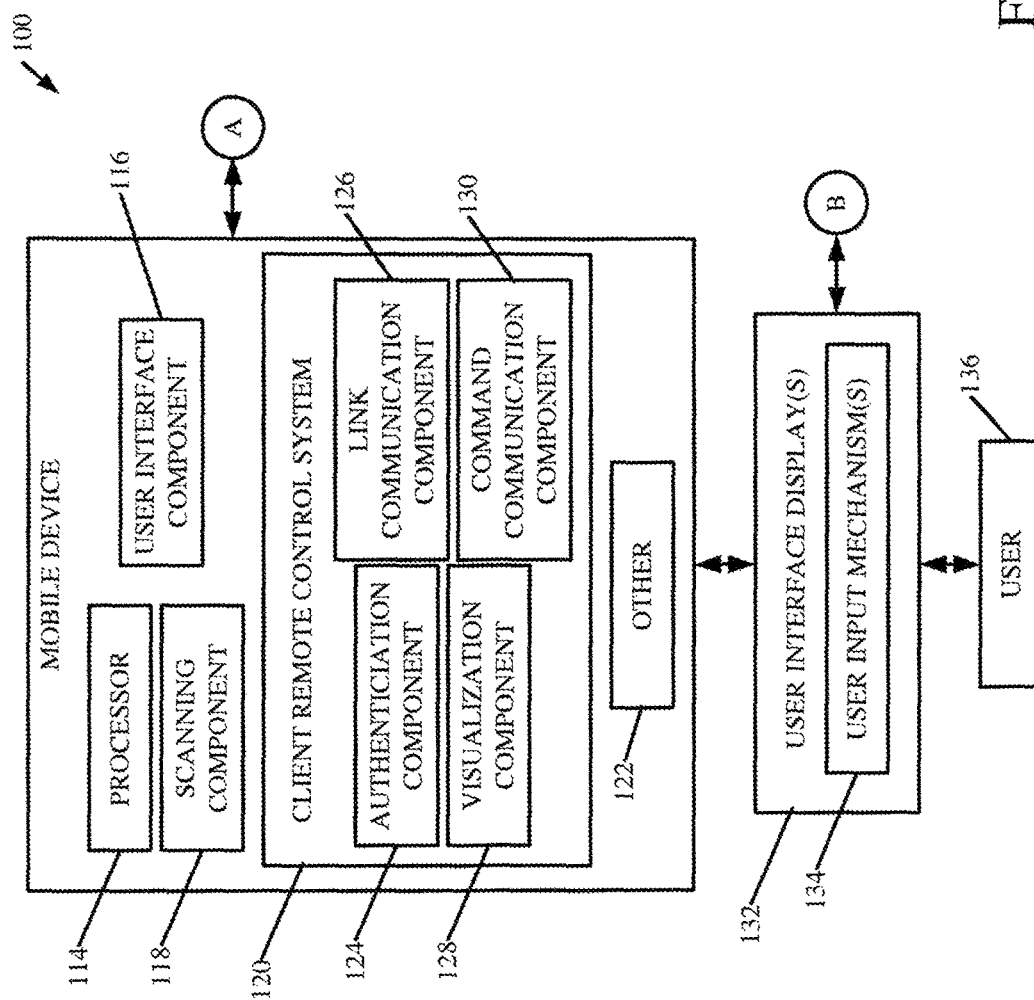 100
MOBILE DEVICE
PROCESSOR
114
SCANNING
COMPONENT
118
USER INTERFACE
COMPONENT
116
A
CLIENT REMOTE CONTROL SYSTEM
120
AUTHENTICIATION
COMPONENT
124
LINK
COMMUNICATION
COMPONENT
126
VISUALIZATION
COMPONENT
128
COMMAND
COMMUNICATION
COMPONENT
130
OTHER
122
USER INTERFACE DISPLAY(S)
132
USER INPUT MECHANISM(S)
134
B
USER
136
F